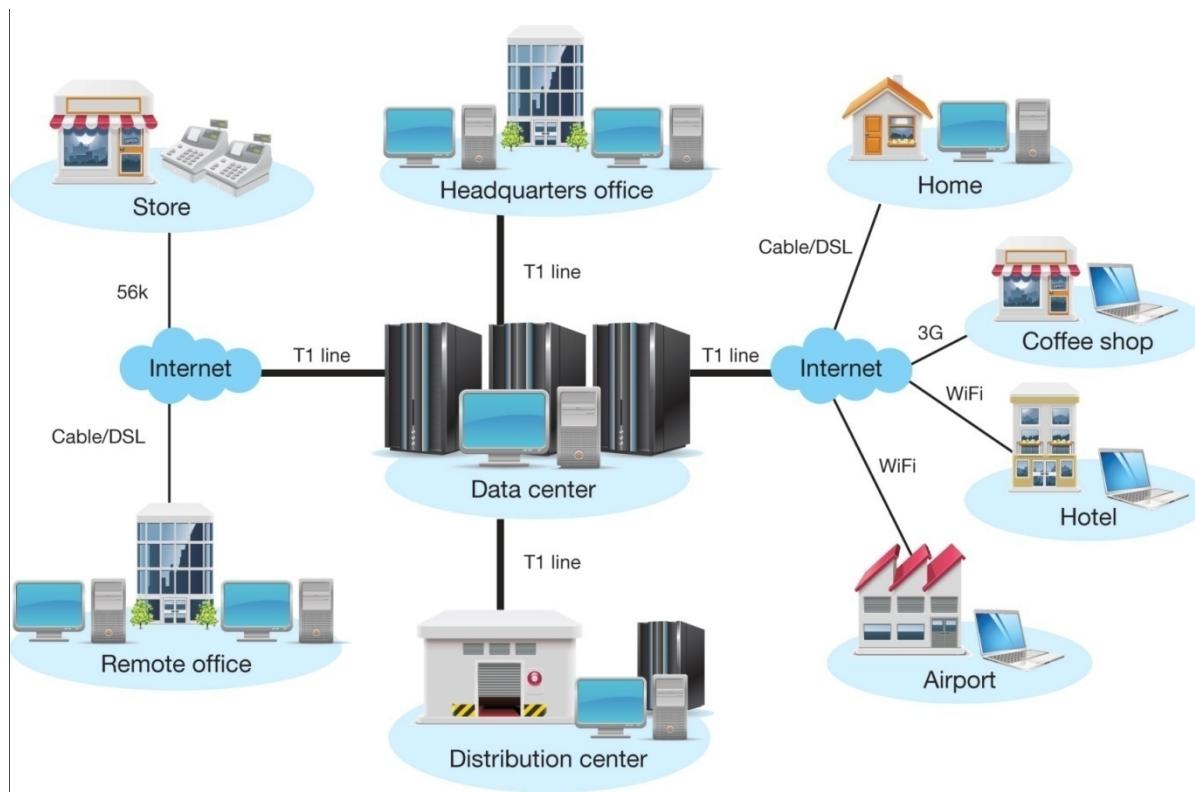 Store
Headquarters office
Home
Cable/DSL
T1 line
56k
Coffee shop
3G
Internet
T1 line
T1 line
Internet
WiFi
Cable/DSL
WiFi
Data center
Hotel
T1 line
Remote office
Airport
Distribution center